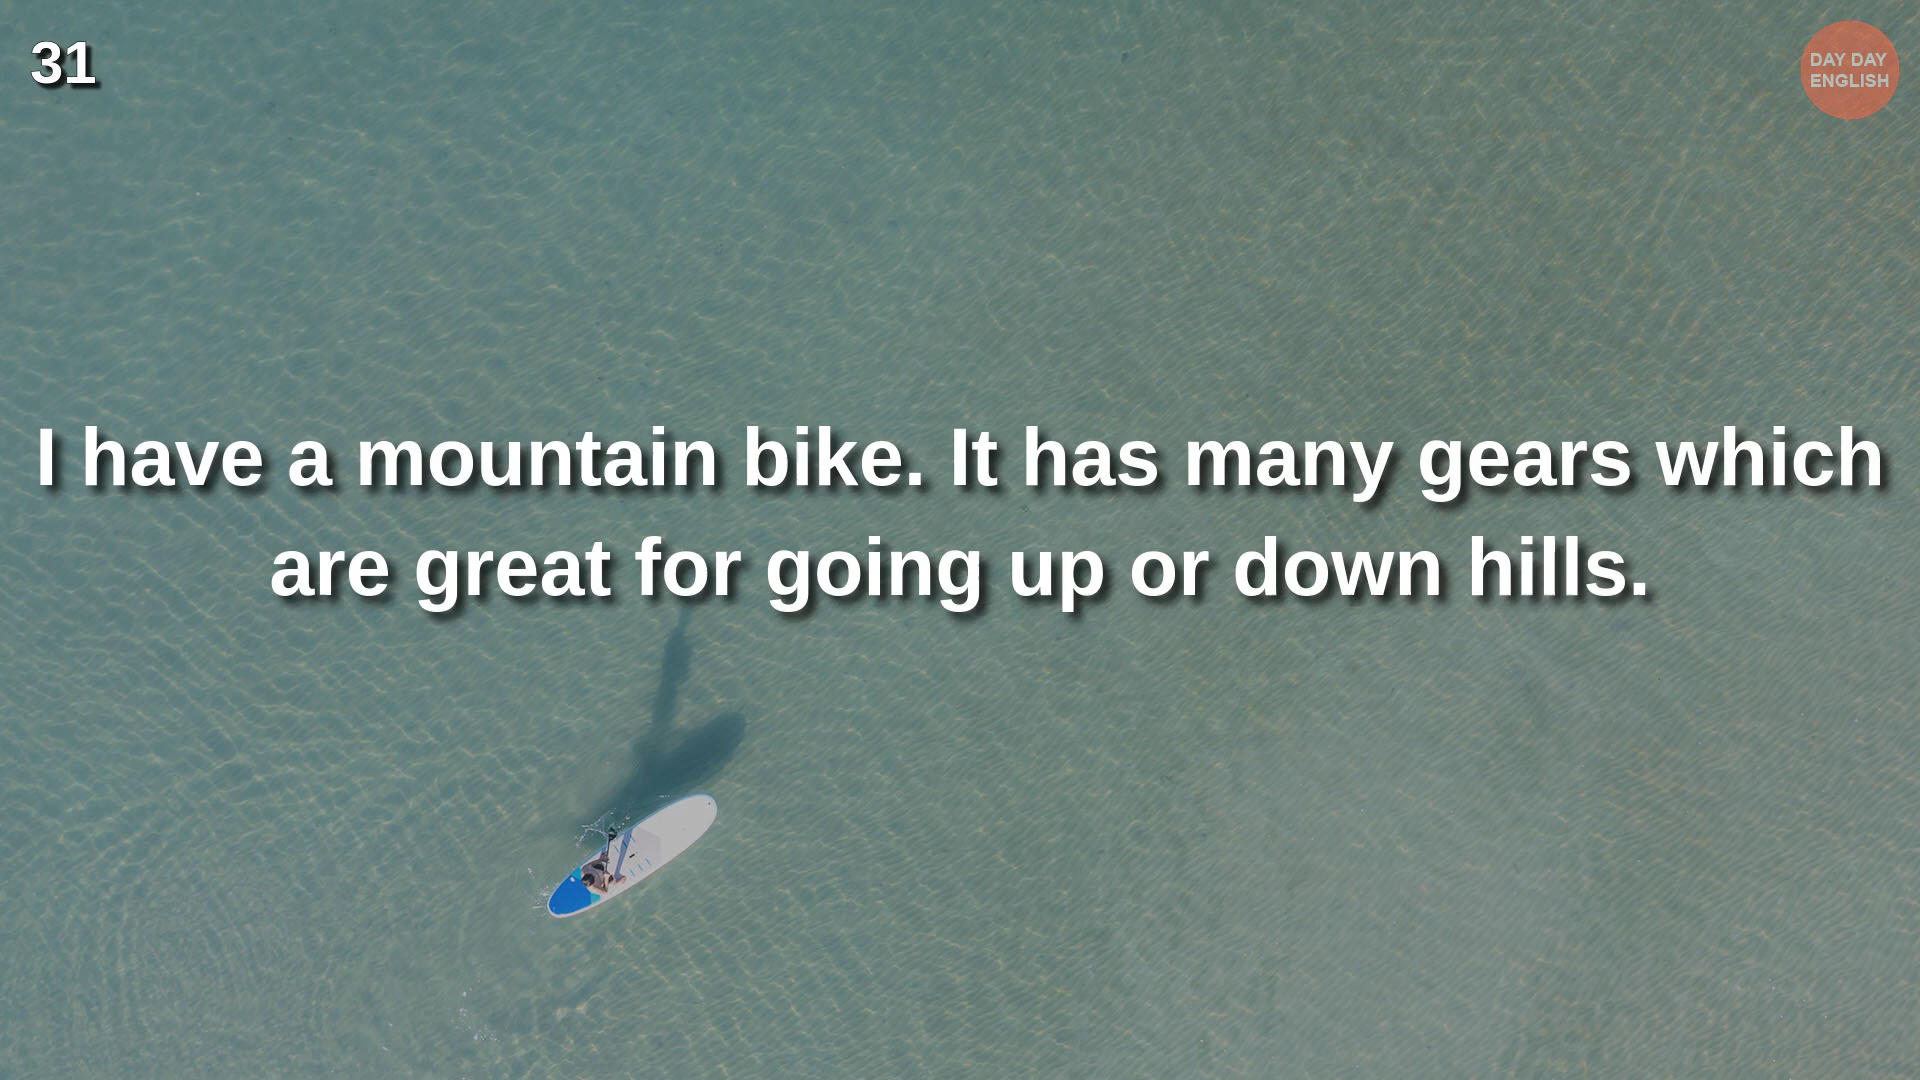 31
DAY DAY
ENGLISH
I have a mountain bike. It has many gears which
are great for going up or down hills.